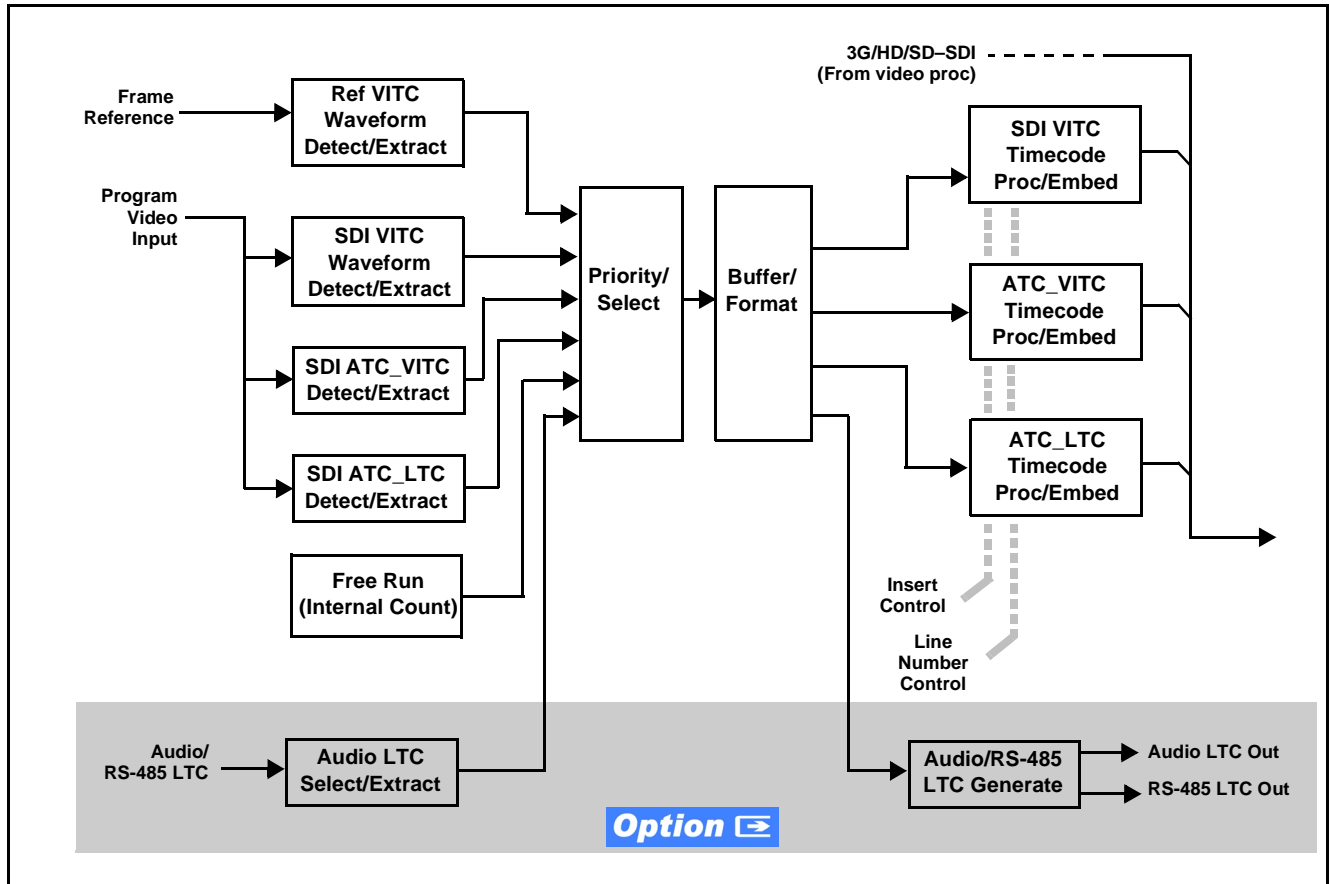 3G/HD/SD–SDI
(From video proc)
Frame
Reference
Ref VITC
Waveform
Detect/Extract
SDI VITC
Timecode
Proc/Embed
Program
Video
Input
SDI VITC
Waveform
Detect/Extract
Priority/
Select
Buffer/
Format
ATC_VITC
Timecode
Proc/Embed
SDI ATC_VITC
Detect/Extract
SDI ATC_LTC
Detect/Extract
ATC_LTC
Timecode
Proc/Embed
Free Run
(Internal Count)
Insert
Control
Line
Number
Control
Audio/
RS-485 LTC
Audio LTC
Select/Extract
Audio/RS-485
LTC Generate
Audio LTC Out
RS-485 LTC Out
Option